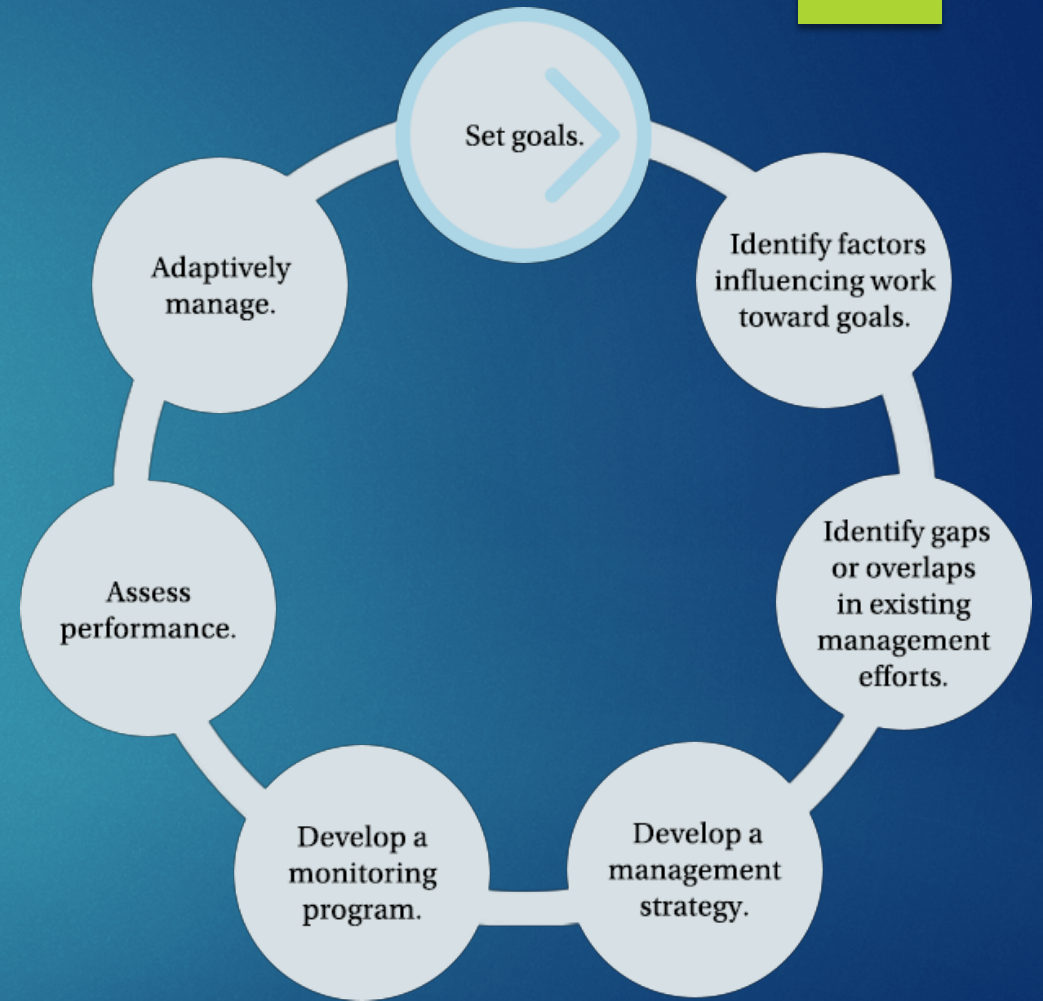 Set goals.
Identify factors
influencing work
toward goals.
Identify gaps
or overlaps
in existing
management
efforts.
Develop a
management
strategy.
Develop a
monitoring
program.
Assess
performance.
Adaptively
manage.